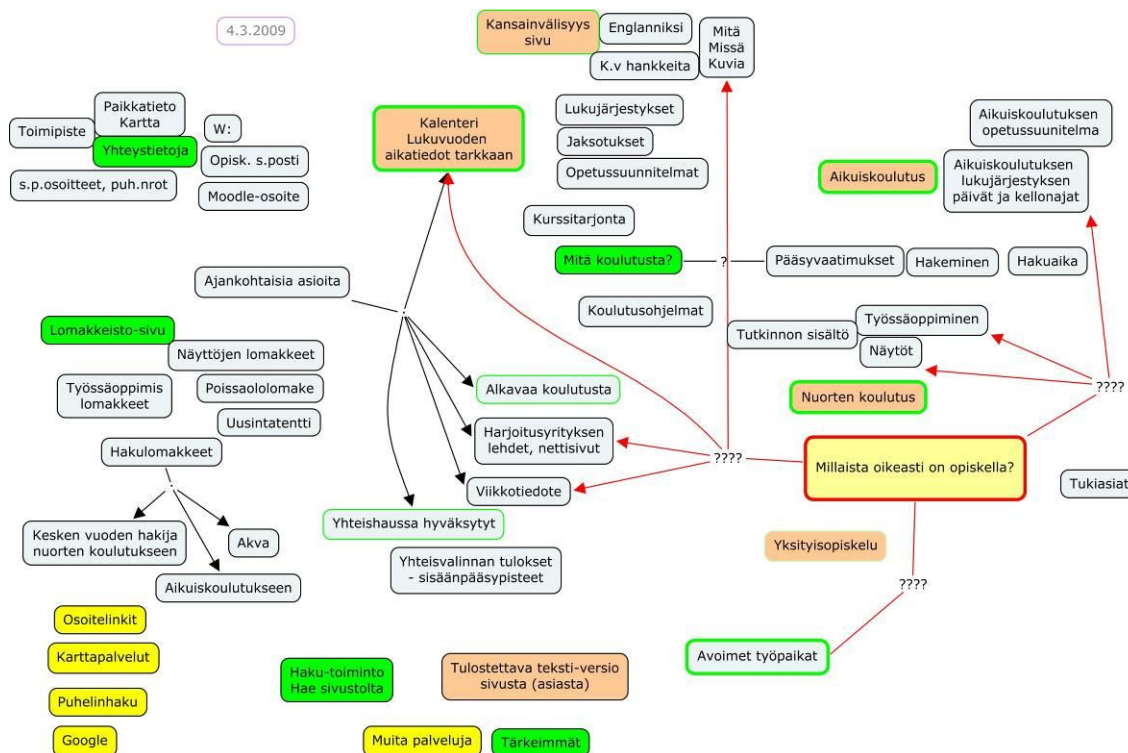 4.3.2009
Kansainvälisyys
sivu
Englanniksi
K.v hankkeita
Mitä
Missä
Kuvia
Toimipiste
Paikkatieto
Kartta
Yhteystietoja
s.p.osoitteet, puh.nrot
W:
Opisk. s.posti
Moodle-osoite
Kalenteri
Lukuvuoden
aikatiedot tarkkaan
Lukujärjestykset
Jaksotukset
Opetussuunnitelmat
Kurssitarjonta
Aikuiskoulutus
Aikuiskoulutuksen
opetussuunnitelma
Aikuiskoulutuksen
lukujärjestyksen
päivät ja kellonajat
Mitä koulutusta?
?
Pääsyvaatimukset
Hakeminen
Hakuaika
Ajankohtaisia asioita
:
Koulutusohjelmat
Tutkinnon sisältö
Työssäoppiminen
Näytöt
Lomakkeisto-sivu
Näyttöjen lomakkeet
Työssäoppimis
lomakkeet
Poissaololomake
Uusintatentti
Alkavaa koulutusta
Nuorten koulutus
????
Harjoitusyrityksen
lehdet, nettisivut
????
Millaista oikeasti on opiskella?
Hakulomakkeet
:
Viikkotiedote
Tukiasiat
Yhteishaussa hyväksytyt
Kesken vuoden hakija
nuorten koulutukseen
Akva
Aikuiskoulutukseen
Yhteisvalinnan tulokset
- sisäänpääsypisteet
Yksityisopiskelu
????
Osoitelinkit
Karttapalvelut
Puhelinhaku
Google
Haku-toiminto
Hae sivustolta
Tulostettava teksti-versio
sivusta (asiasta)
Avoimet työpaikat
Muita palveluja
Tärkeimmät